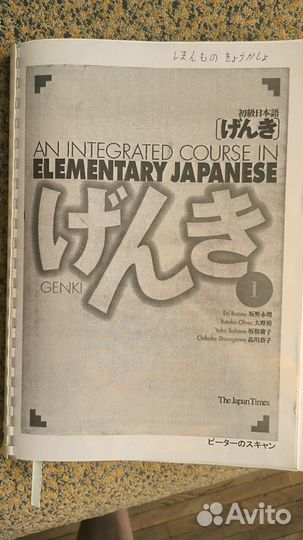 ほんもの きょうかしょ
初級日本語
[げんき]
AN INTEGRATED COURSE IN
ELEMENTARY JAPANESE
げんき
GENKI
I
Eri Banno 坂野永理
Yutaka Ohno 大野裕
Yoko Sakane 坂根庸子
Chikako Shinagawa 品川恭子
The Japan Times
ピーターのスキャン
Avito